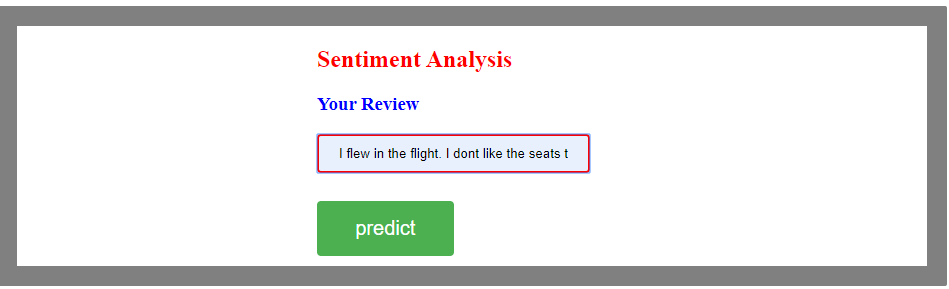 Sentiment Analysis
Your Review
I flew in the flight. I dont like the seats t
predict